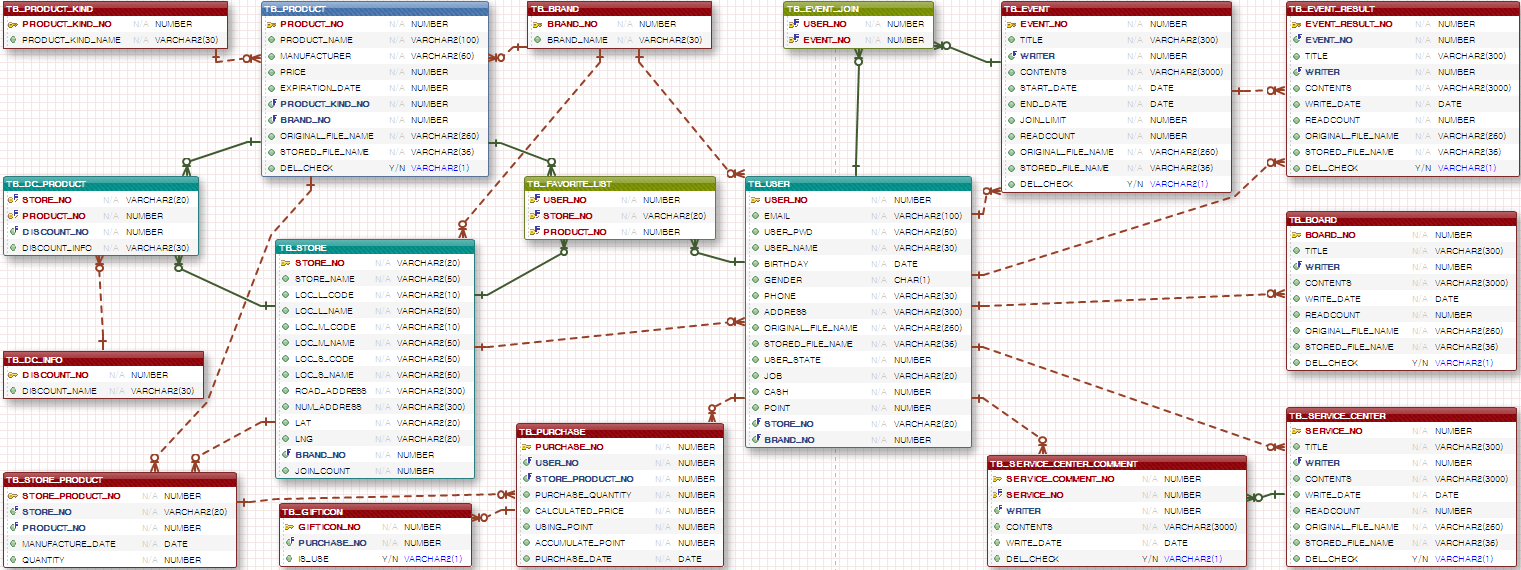 TB_PRODUCT_KIND
PRODUCT_KIND_NO N/A NUMBER
PRODUCT_KIND_NAME N/A VARCHAR2(30)
TB_PRODUCT
PRODUCT_NO N/A NUMBER
PRODUCT_NAME N/A VARCHAR2(100)
MANUFACTURER N/A VARCHAR2(60)
PRICE N/A NUMBER
EXPIRATION_DATE N/A NUMBER
PRODUCT_KIND_NO N/A NUMBER
BRAND_NO N/A NUMBER
ORIGINAL_FILE_NAME N/A VARCHAR2(260)
STORED_FILE_NAME N/A VARCHAR2(36)
DEL_CHECK Y/N VARCHAR2(1)
TB_BRAND
BRAND_NO N/A NUMBER
BRAND_NAME N/A VARCHAR2(30)
TB_EVENT_JOIN
USER_NO N/A NUMBER
EVENT_NO N/A NUMBER
TB_EVENT
EVENT_NO N/A NUMBER
TITLE N/A VARCHAR2(300)
WRITER N/A NUMBER
CONTENTS N/A VARCHAR2(3000)
START_DATE N/A DATE
END_DATE N/A DATE
JOIN_LIMIT N/A NUMBER
READCOUNT N/A NUMBER
ORIGINAL_FILE_NAME N/A VARCHAR2(260)
STORED_FILE_NAME N/A VARCHAR2(36)
DEL_CHECK Y/N VARCHAR2(1)
TB_EVENT_RESULT
EVENT_RESULT_NO N/A NUMBER
EVENT_NO N/A NUMBER
TITLE N/A VARCHAR2(300)
WRITER N/A NUMBER
CONTENTS N/A VARCHAR2(3000)
WRITE_DATE N/A DATE
READCOUNT N/A NUMBER
ORIGINAL_FILE_NAME N/A VARCHAR2(260)
STORED_FILE_NAME N/A VARCHAR2(36)
DEL_CHECK Y/N VARCHAR2(1)
TB_DC_PRODUCT
STORE_NO N/A VARCHAR2(20)
PRODUCT_NO N/A NUMBER
DISCOUNT_NO N/A NUMBER
DISCOUNT_INFO N/A VARCHAR2(30)
TB_FAVORITE_LIST
USER_NO N/A NUMBER
STORE_NO N/A VARCHAR2(20)
PRODUCT_NO N/A NUMBER
TB_USER
USER_NO N/A NUMBER
EMAIL N/A VARCHAR2(100)
USER_PWD N/A VARCHAR2(50)
USER_NAME N/A VARCHAR2(30)
BIRTHDAY N/A DATE
GENDER N/A CHAR(1)
PHONE N/A VARCHAR2(30)
ADDRESS N/A VARCHAR2(300)
ORIGINAL_FILE_NAME N/A VARCHAR2(260)
STORED_FILE_NAME N/A VARCHAR2(36)
USER_STATE N/A NUMBER
JOB N/A VARCHAR2(20)
CASH N/A NUMBER
POINT N/A NUMBER
STORE_NO N/A VARCHAR2(20)
BRAND_NO N/A NUMBER
TB_BOARD
BOARD_NO N/A NUMBER
TITLE N/A VARCHAR2(300)
WRITER N/A NUMBER
CONTENTS N/A VARCHAR2(3000)
WRITE_DATE N/A DATE
READCOUNT N/A NUMBER
ORIGINAL_FILE_NAME N/A VARCHAR2(260)
STORED_FILE_NAME N/A VARCHAR2(36)
DEL_CHECK Y/N VARCHAR2(1)
TB_STORE
STORE_NO N/A VARCHAR2(20)
STORE_NAME N/A VARCHAR2(50)
LOC_L_CODE N/A VARCHAR2(10)
LOC_L_NAME N/A VARCHAR2(50)
LOC_M_CODE N/A VARCHAR2(10)
LOC_M_NAME N/A VARCHAR2(50)
LOC_S_CODE N/A VARCHAR2(50)
LOC_S_NAME N/A VARCHAR2(50)
ROAD_ADDRESS N/A VARCHAR2(300)
NUM_ADDRESS N/A VARCHAR2(300)
LAT N/A VARCHAR2(20)
LNG N/A VARCHAR2(20)
BRAND_NO N/A NUMBER
JOIN_COUNT N/A NUMBER
TB_DC_INFO
DISCOUNT_NO N/A NUMBER
DISCOUNT_NAME N/A VARCHAR2(30)
TB_PURCHASE
PURCHASE_NO N/A NUMBER
USER_NO N/A NUMBER
STORE_PRODUCT_NO N/A NUMBER
PURCHASE_QUANTITY N/A NUMBER
CALCULATED_PRICE N/A NUMBER
USING_POINT N/A NUMBER
ACCUMULATE_POINT N/A NUMBER
PURCHASE_DATE N/A DATE
TB_SERVICE_CENTER
SERVICE_NO N/A NUMBER
TITLE N/A VARCHAR2(300)
WRITER N/A NUMBER
CONTENTS N/A VARCHAR2(3000)
WRITE_DATE N/A DATE
READCOUNT N/A NUMBER
ORIGINAL_FILE_NAME N/A VARCHAR2(260)
STORED_FILE_NAME N/A VARCHAR2(36)
DEL_CHECK Y/N VARCHAR2(1)
TB_SERVICE_CENTER_COMMENT
SERVICE_COMMENT_NO N/A NUMBER
SERVICE_NO N/A NUMBER
WRITER N/A NUMBER
CONTENTS N/A VARCHAR2(3000)
WRITE_DATE N/A DATE
DEL_CHECK Y/N VARCHAR2(1)
TB_STORE_PRODUCT
STORE_PRODUCT_NO N/A NUMBER
STORE_NO N/A VARCHAR2(20)
PRODUCT_NO N/A NUMBER
MANUFACTURE_DATE N/A DATE
QUANTITY N/A NUMBER
TB_GIFTICON
GIFTICON_NO N/A NUMBER
PURCHASE_NO N/A NUMBER
IS_USE Y/N VARCHAR2(1)